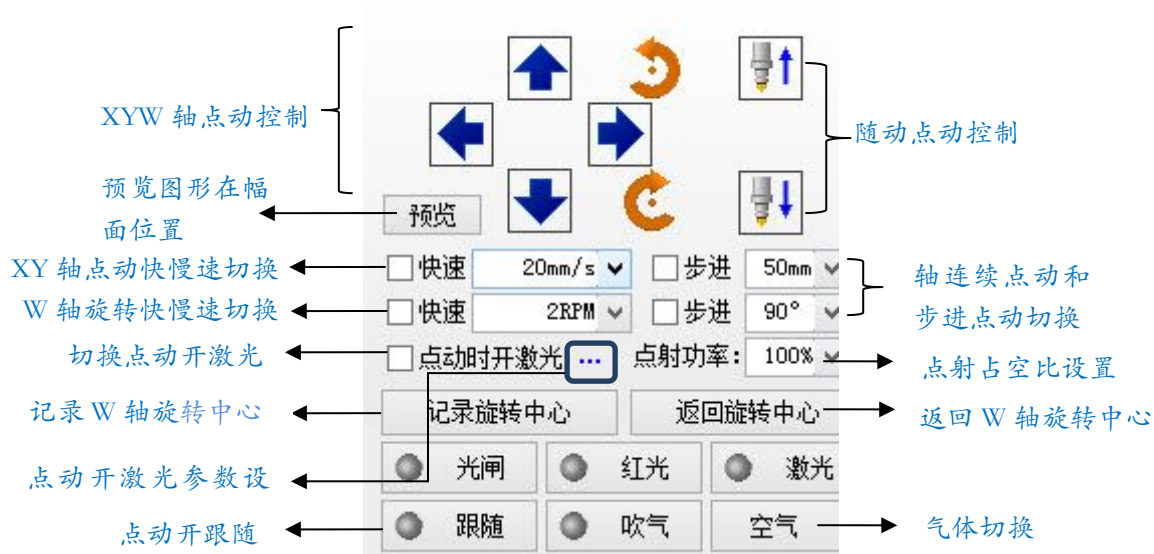 XYW 轴点动控制
随动点动控制
预览图形在幅
面位置
预览
XY 轴点动快慢速切换
快速 20mm/s 步进 50mm
轴连续点动和
W 轴旋转快慢速切换
快速 2RPM 步进 90°
步进点动切换
切换点动开激光
点动时开激光 ... 点射功率: 100%
点射占空比设置
记录 W 轴旋转中心
记录旋转中心 返回旋转中心
返回 W 轴旋转中心
点动开激光参数设
光闸 红光 激光
点动开跟随
跟随 吹气 空气
气体切换